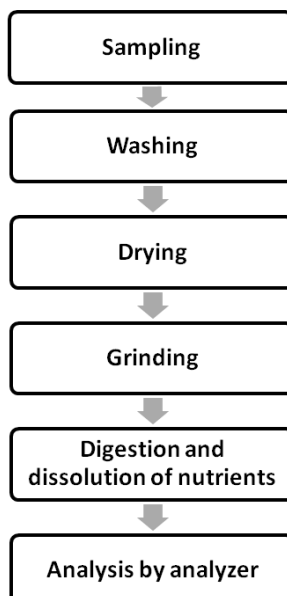 Sampling
Washing
Drying
Grinding
Digestion and
dissolution of nutrients
Analysis by analyzer